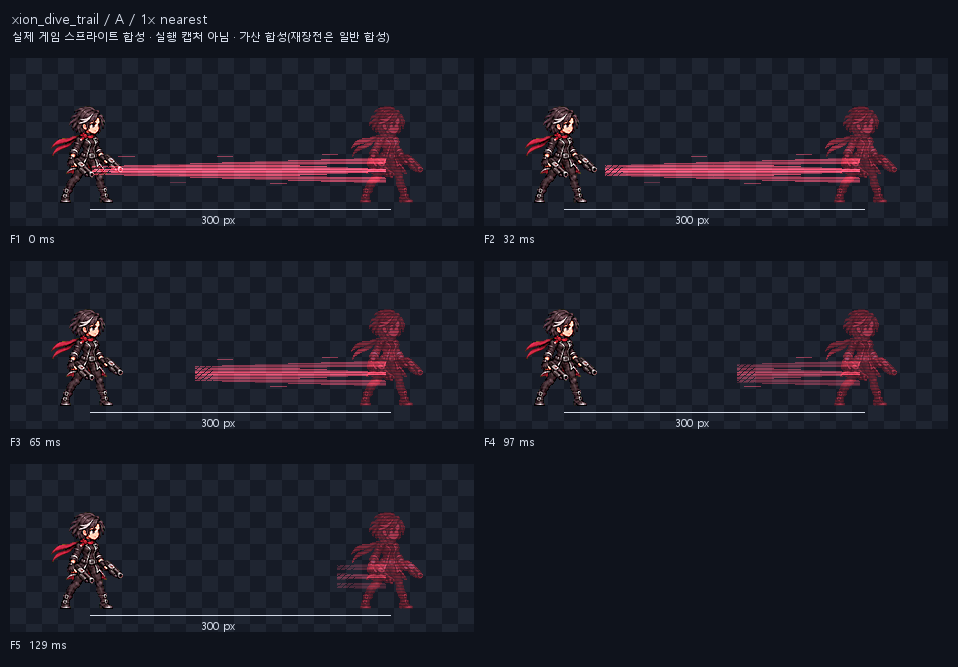 xion_dive_trail / A / 1x nearest
실제 게임 스프라이트 합성 · 실행 캡처 아님 · 가산 합성(재장전은 일반 합성)
300 px
300 px
F1 0 ms
F2 32 ms
300 px
300 px
F3 65 ms
F4 97 ms
300 px
F5 129 ms